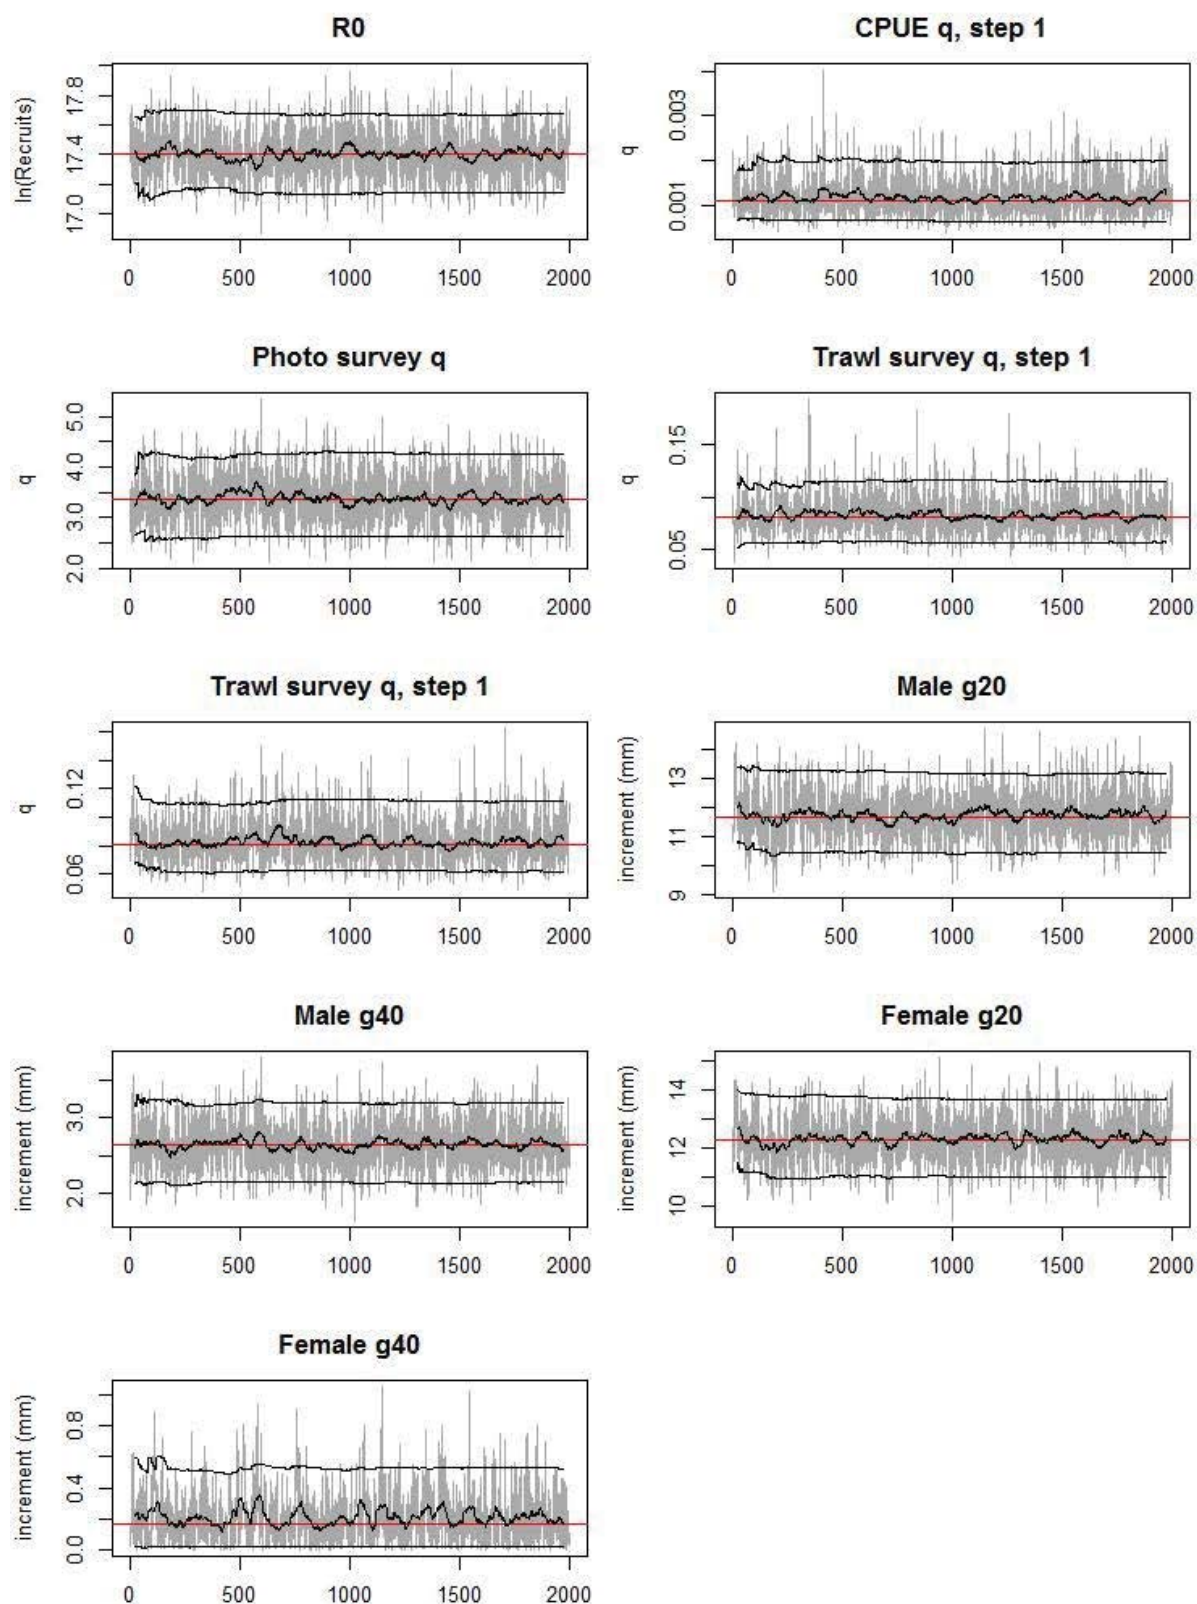 R0
ln(Recruits)
17.0 17.4 17.8
0 500 1000 1500 2000
CPUE q, step 1
q
0.001 0.003
0 500 1000 1500 2000
Photo survey q
q
2.0 3.0 4.0 5.0
0 500 1000 1500 2000
Trawl survey q, step 1
q
0.05 0.15
0 500 1000 1500 2000
Trawl survey q, step 1
q
0.06 0.12
0 500 1000 1500 2000
Male g20
increment (mm)
9 11 13
0 500 1000 1500 2000
Male g40
increment (mm)
2.0 3.0
0 500 1000 1500 2000
Female g20
increment (mm)
10 12 14
0 500 1000 1500 2000
Female g40
increment (mm)
0.0 0.4 0.8
0 500 1000 1500 2000